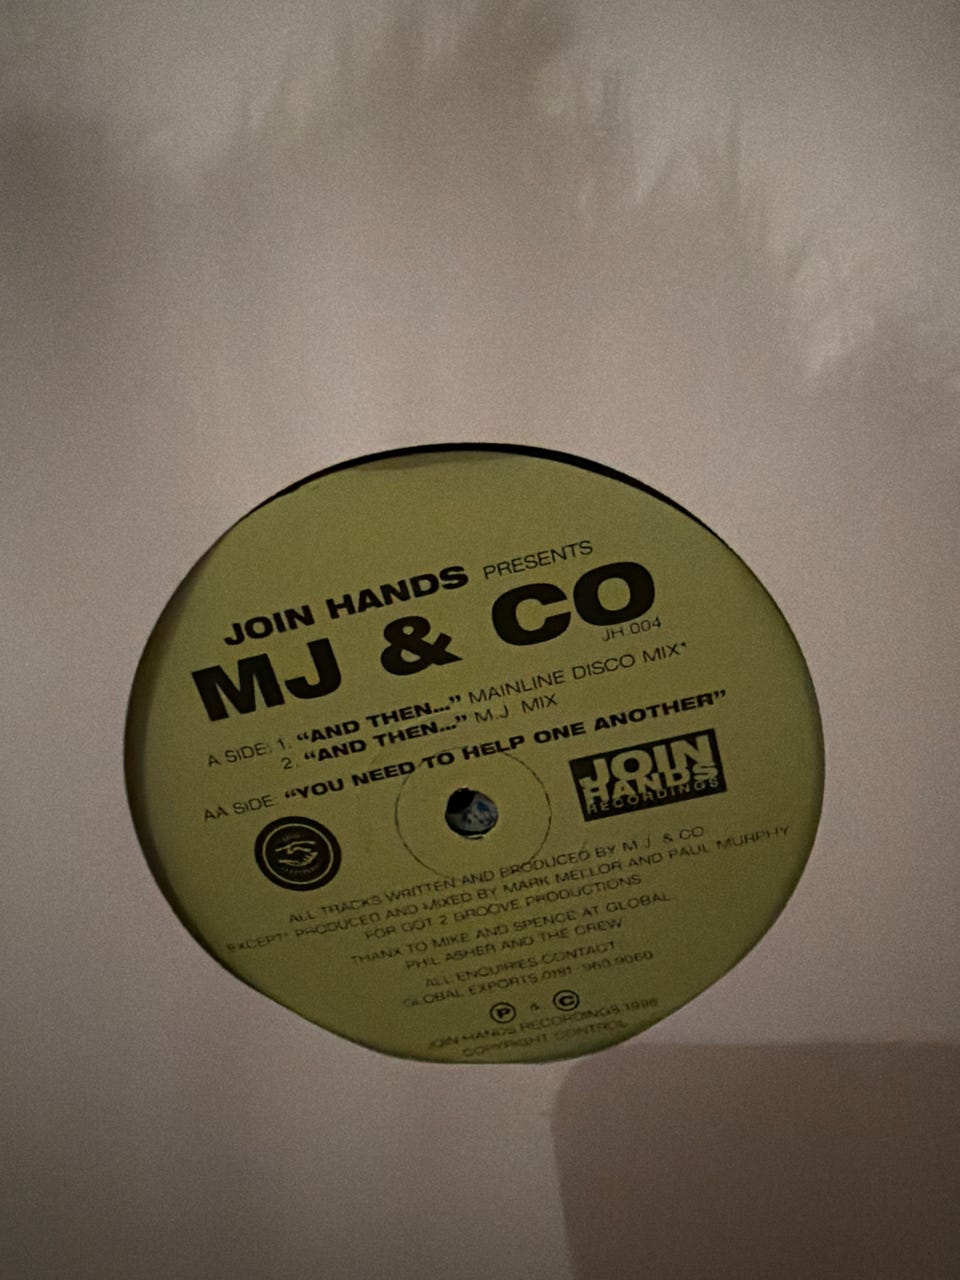 JOIN HANDS PRESENTS
MJ & CO
JH 004
A SIDE: 1. “AND THEN...” MAINLINE DISCO MIX*
2. “AND THEN...” M.J. MIX
AA SIDE: “YOU NEED TO HELP ONE ANOTHER”
JOIN
HANDS
RECORDINGS
ALL TRACKS WRITTEN AND PRODUCED BY M.J. & CO
EXCEPT* PRODUCED AND MIXED BY MARK MELLOR AND PAUL MURPHY
FOR GOT 2 GROOVE PRODUCTIONS
THANX TO MIKE AND SPENCE AT GLOBAL
PHIL ASHER AND THE CREW
ALL ENQUIRIES CONTACT
GLOBAL EXPORTS 0181 960 9060
Ⓟ & ©
JOIN HANDS RECORDINGS 1996
COPYRIGHT CONTROL